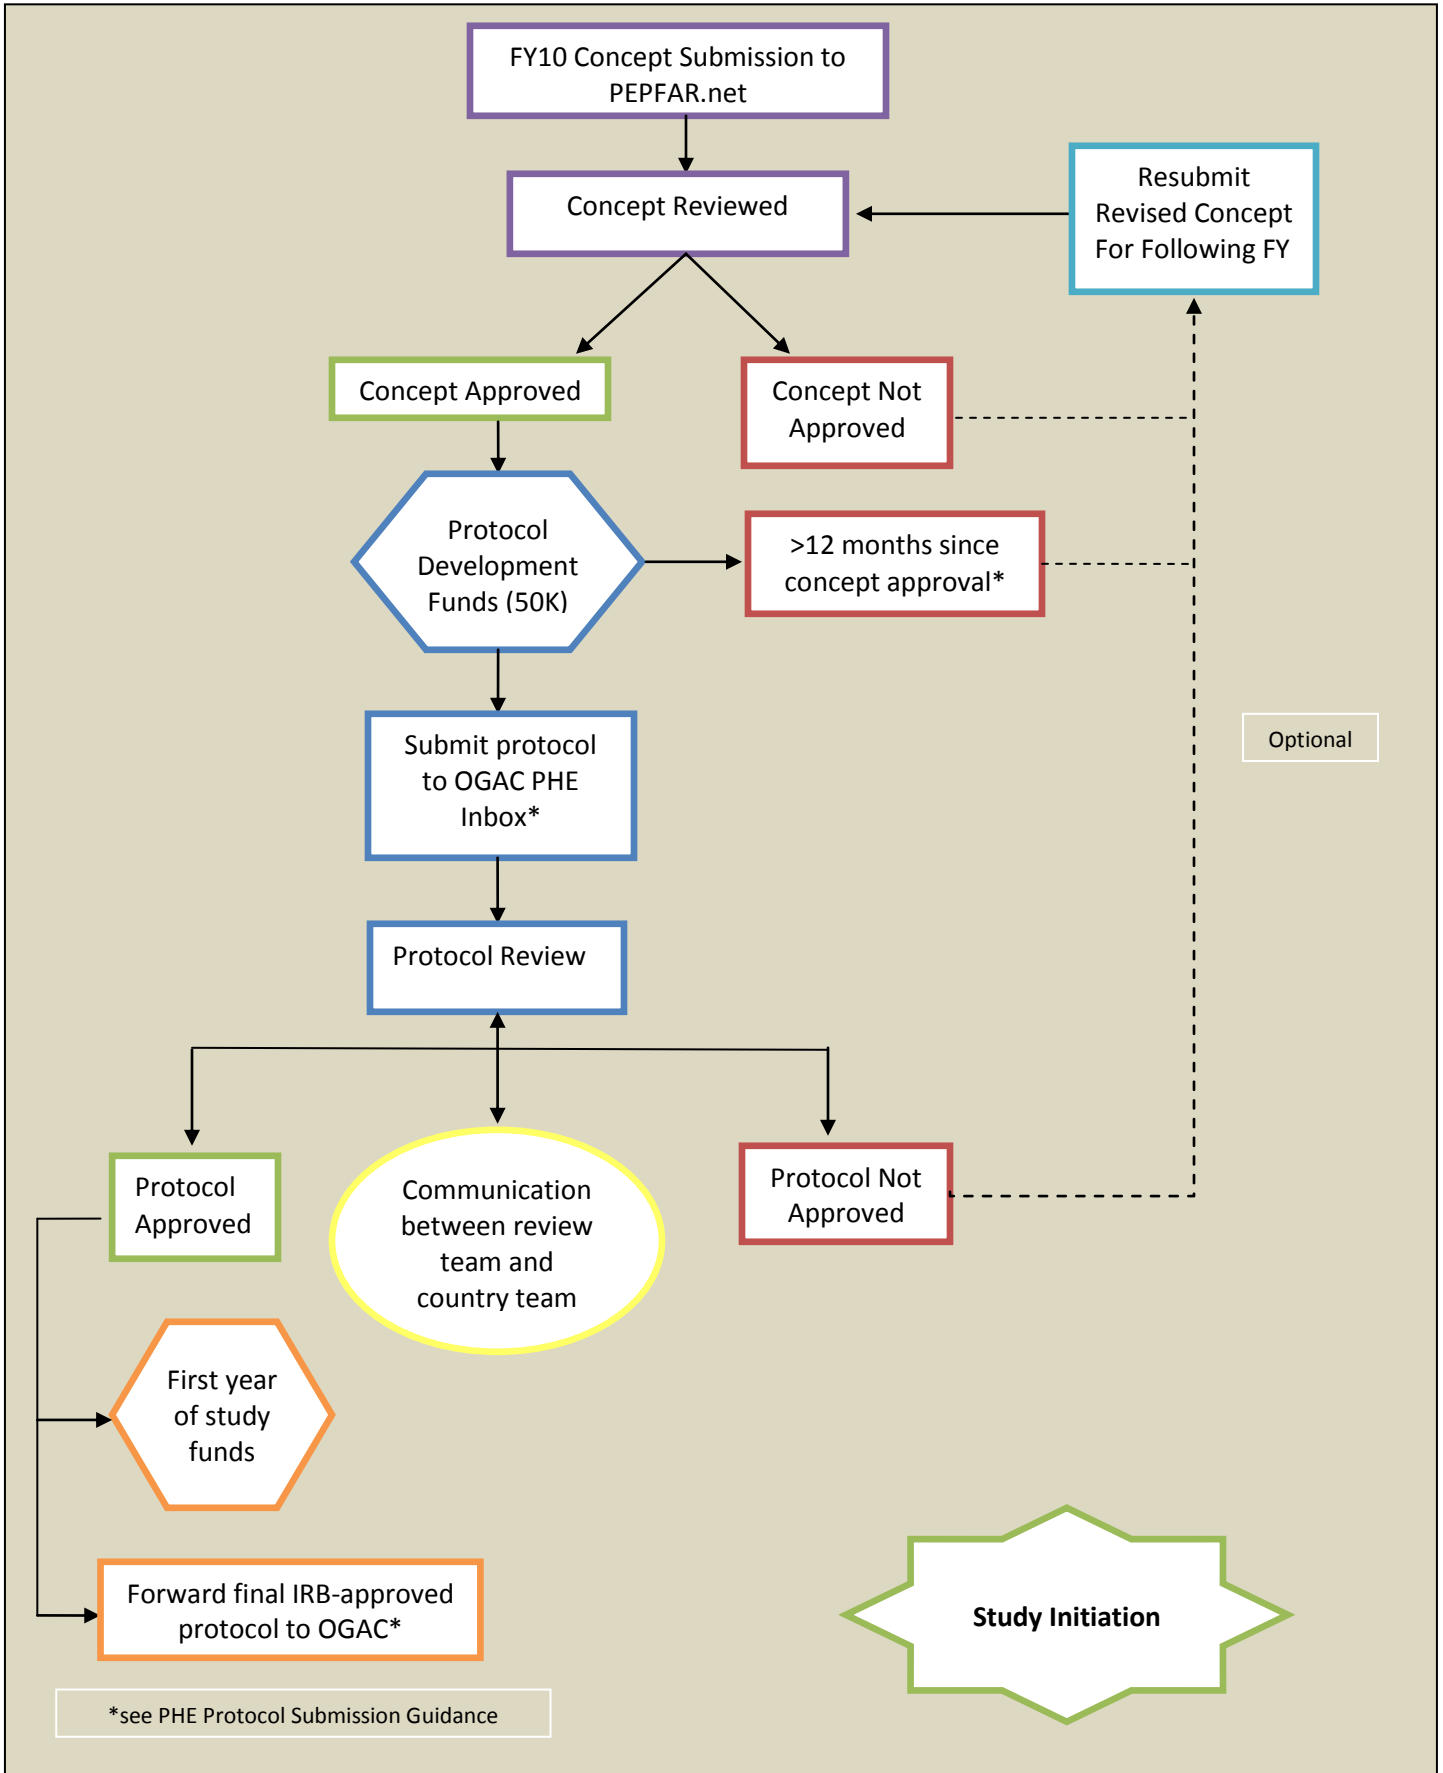 FY10 Concept Submission to
PEPFAR.net
Concept Reviewed
Resubmit
Revised Concept
For Following FY
Concept Approved
Concept Not
Approved
Protocol
Development
Funds (50K)
>12 months since
concept approval*
Submit protocol
to OGAC PHE
Inbox*
Optional
Protocol Review
Protocol
Approved
Communication
between review
team and
country team
Protocol Not
Approved
First year
of study
funds
Forward final IRB-approved
protocol to OGAC*
Study Initiation
*see PHE Protocol Submission Guidance